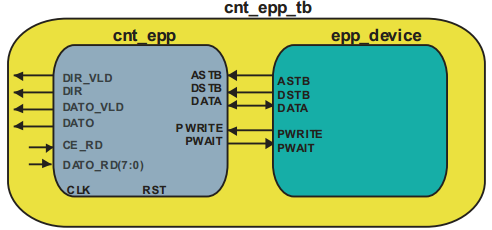 cnt_epp_tb
cnt_epp
epp_device
DIR_VLD
DIR
DATO_VLD
DATO
CE_RD
DATO_RD(7:0)
CLK
RST
ASTB
DSTB
DATA
PWRITE
PWAIT
ASTB
DSTB
DATA
PWRITE
PWAIT